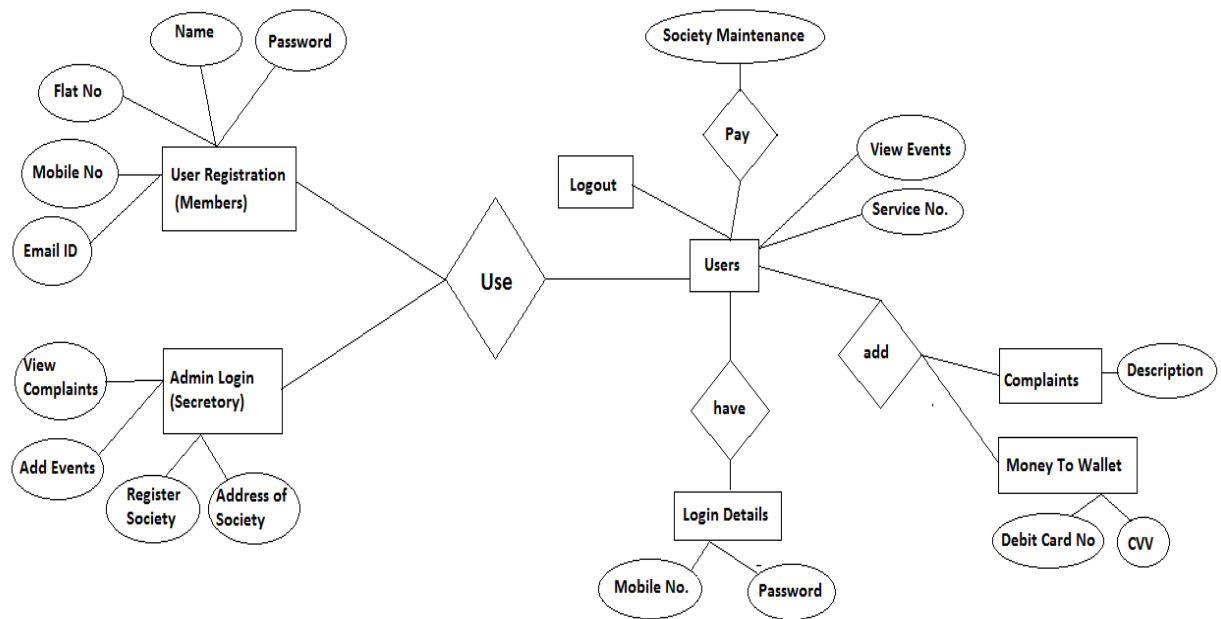 Name
Password
Flat No
Mobile No
Email ID
User Registration
(Members)
Society Maintenance
Pay
Logout
View Events
Service No.
Users
Use
View
Complaints
Admin Login
(Secretory)
Add Events
Register
Society
Address of
Society
add
Complaints
Description
have
Money To Wallet
Debit Card No
CVV
Login Details
Mobile No.
Password